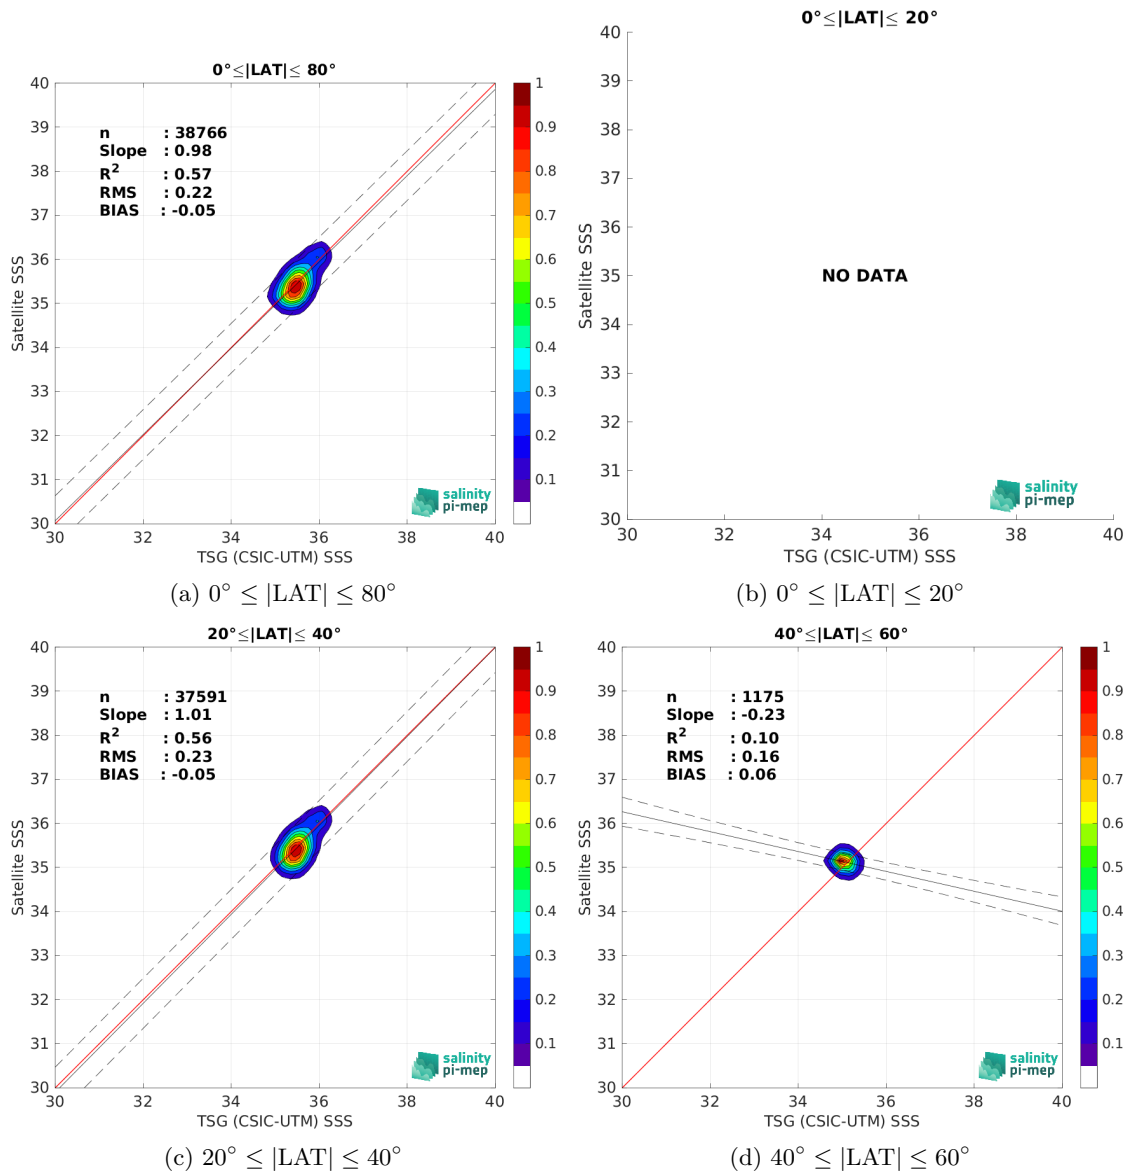 0°≤|LAT|≤ 80°
40
39
38
37
36
35
34
33
32
31
30
Satellite SSS
n : 38766
Slope : 0.98
R² : 0.57
RMS : 0.22
BIAS : -0.05
salinity
pi-mep
30 32 34 36 38 40
TSG (CSIC-UTM) SSS
1
0.9
0.8
0.7
0.6
0.5
0.4
0.3
0.2
0.1
(a) 0° ≤ |LAT| ≤ 80°
0°≤|LAT|≤ 20°
40
39
38
37
36
35
34
33
32
31
30
Satellite SSS
NO DATA
salinity
pi-mep
30 32 34 36 38 40
TSG (CSIC-UTM) SSS
(b) 0° ≤ |LAT| ≤ 20°
20°≤|LAT|≤ 40°
40
39
38
37
36
35
34
33
32
31
30
Satellite SSS
n : 37591
Slope : 1.01
R² : 0.56
RMS : 0.23
BIAS : -0.05
salinity
pi-mep
30 32 34 36 38 40
TSG (CSIC-UTM) SSS
1
0.9
0.8
0.7
0.6
0.5
0.4
0.3
0.2
0.1
(c) 20° ≤ |LAT| ≤ 40°
40°≤|LAT|≤ 60°
40
39
38
37
36
35
34
33
32
31
30
Satellite SSS
n : 1175
Slope : -0.23
R² : 0.10
RMS : 0.16
BIAS : 0.06
salinity
pi-mep
30 32 34 36 38 40
TSG (CSIC-UTM) SSS
1
0.9
0.8
0.7
0.6
0.5
0.4
0.3
0.2
0.1
(d) 40° ≤ |LAT| ≤ 60°